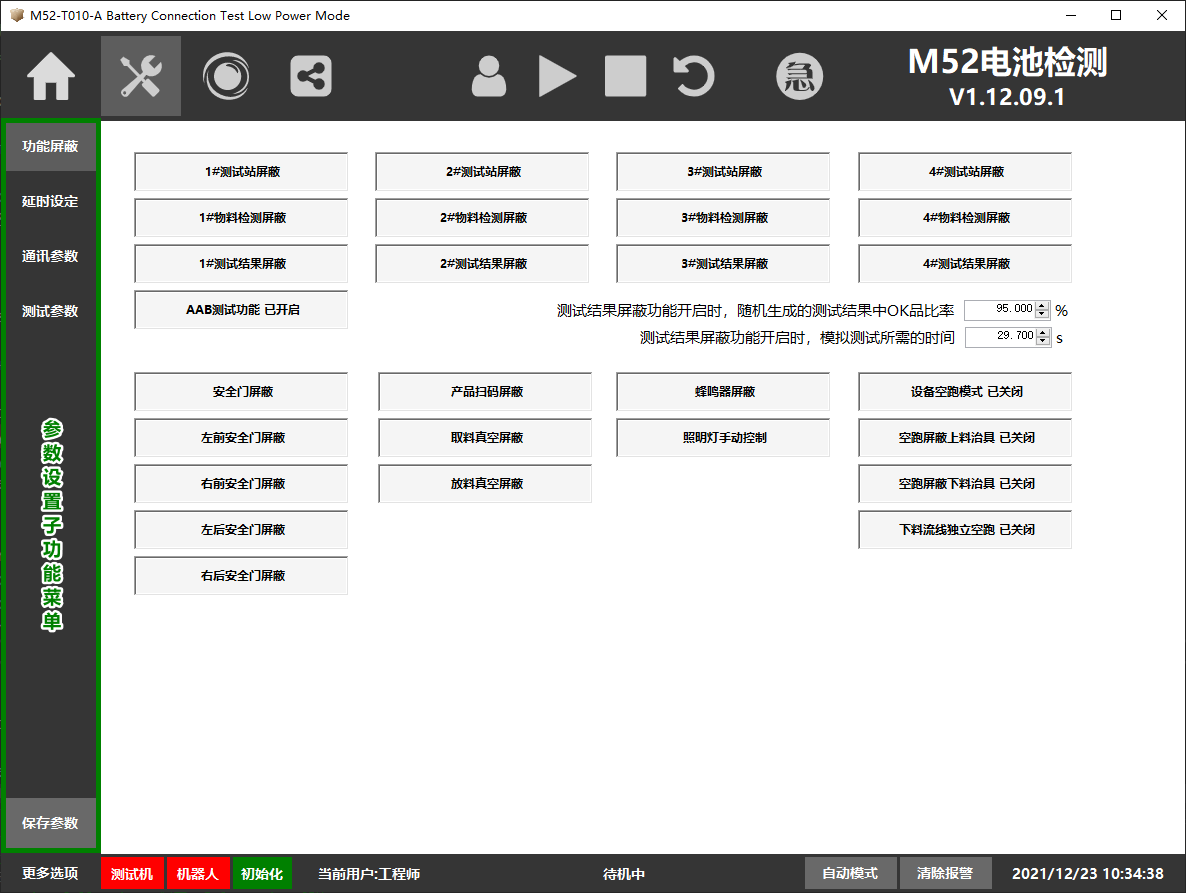 M52-T010-A Battery Connection Test Low Power Mode
急
M52电池检测
V1.12.09.1
功能屏蔽
延时设定
通讯参数
测试参数
参数设置子功能菜单
保存参数
1#测试站屏蔽 2#测试站屏蔽 3#测试站屏蔽 4#测试站屏蔽
1#物料检测屏蔽 2#物料检测屏蔽 3#物料检测屏蔽 4#物料检测屏蔽
1#测试结果屏蔽 2#测试结果屏蔽 3#测试结果屏蔽 4#测试结果屏蔽
AAB测试功能 已开启 测试结果屏蔽功能开启时，随机生成的测试结果中OK品比率 95.000 %
测试结果屏蔽功能开启时，模拟测试所需的时间 29.700 s
安全门屏蔽 产品扫码屏蔽 蜂鸣器屏蔽 设备空跑模式 已关闭
左前安全门屏蔽 取料真空屏蔽 照明灯手动控制 空跑屏蔽上料治具 已关闭
右前安全门屏蔽 放料真空屏蔽 空跑屏蔽下料治具 已关闭
左后安全门屏蔽 下料流线独立空跑 已关闭
右后安全门屏蔽
更多选项 测试机 机器人 初始化 当前用户:工程师 待机中 自动模式 清除报警 2021/12/23 10:34:38